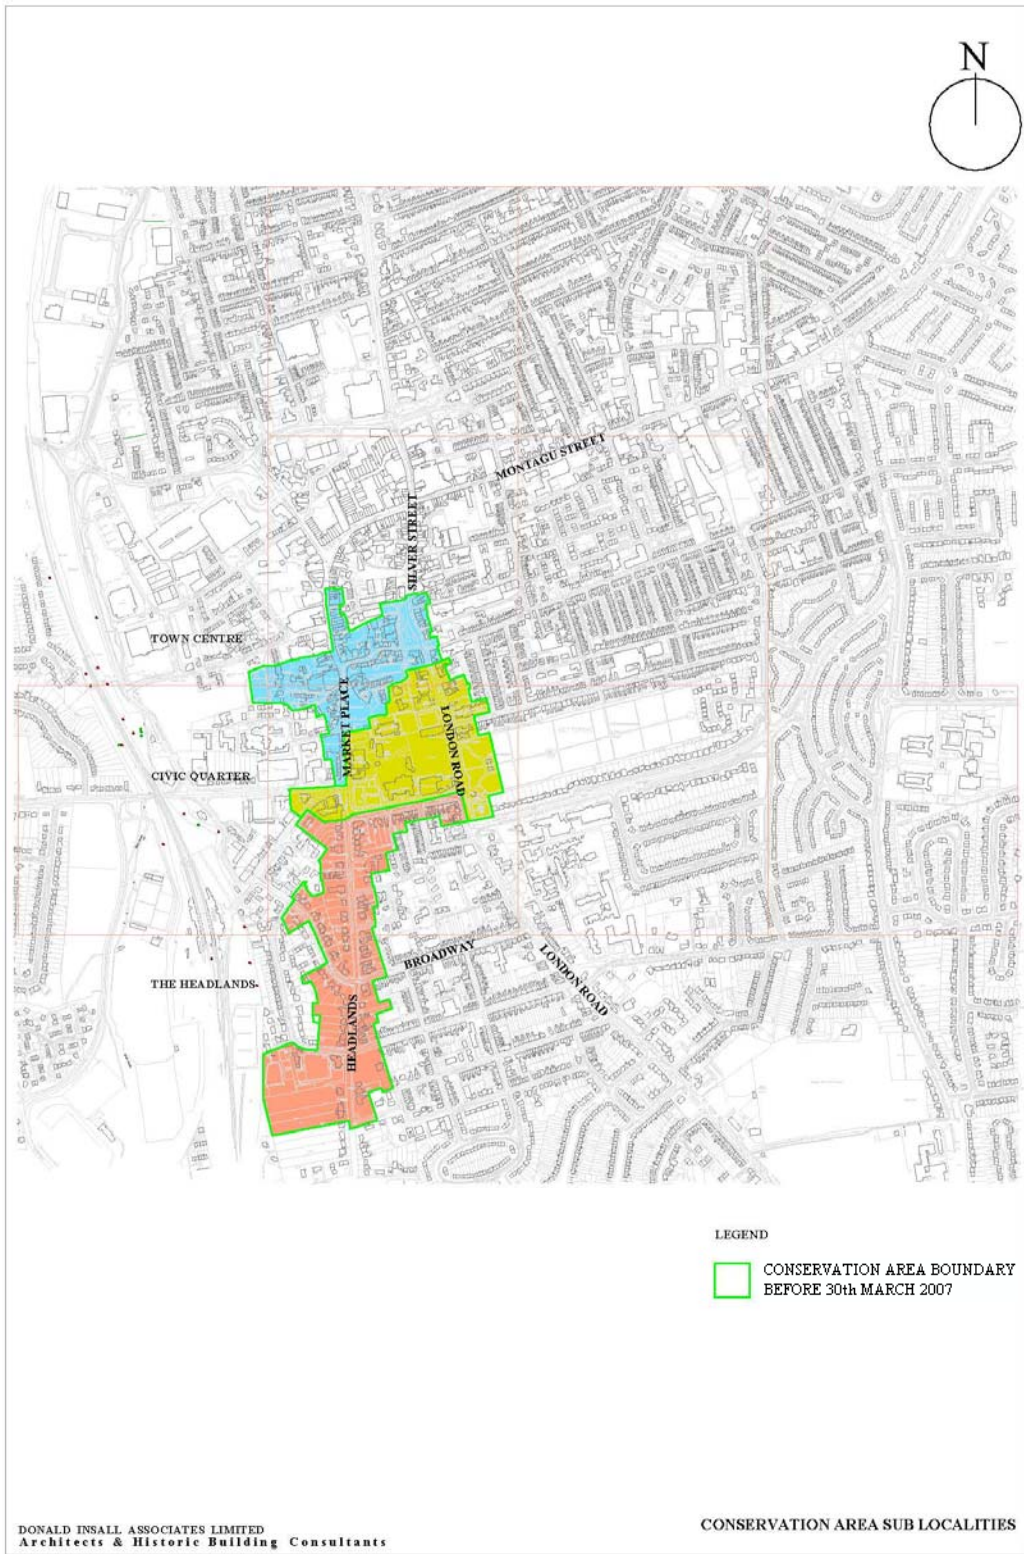 N
MONTAGU STREET
SILVER STREET
TOWN CENTRE
MARKET PLACE
LONDON ROAD
CIVIC QUARTER
BROADWAY
LONDON ROAD
THE HEADLANDS
HEADLANDS
LEGEND
CONSERVATION AREA BOUNDARY
BEFORE 30th MARCH 2007
DONALD INSALL ASSOCIATES LIMITED
Architects & Historic Building Consultants
CONSERVATION AREA SUB LOCALITIES